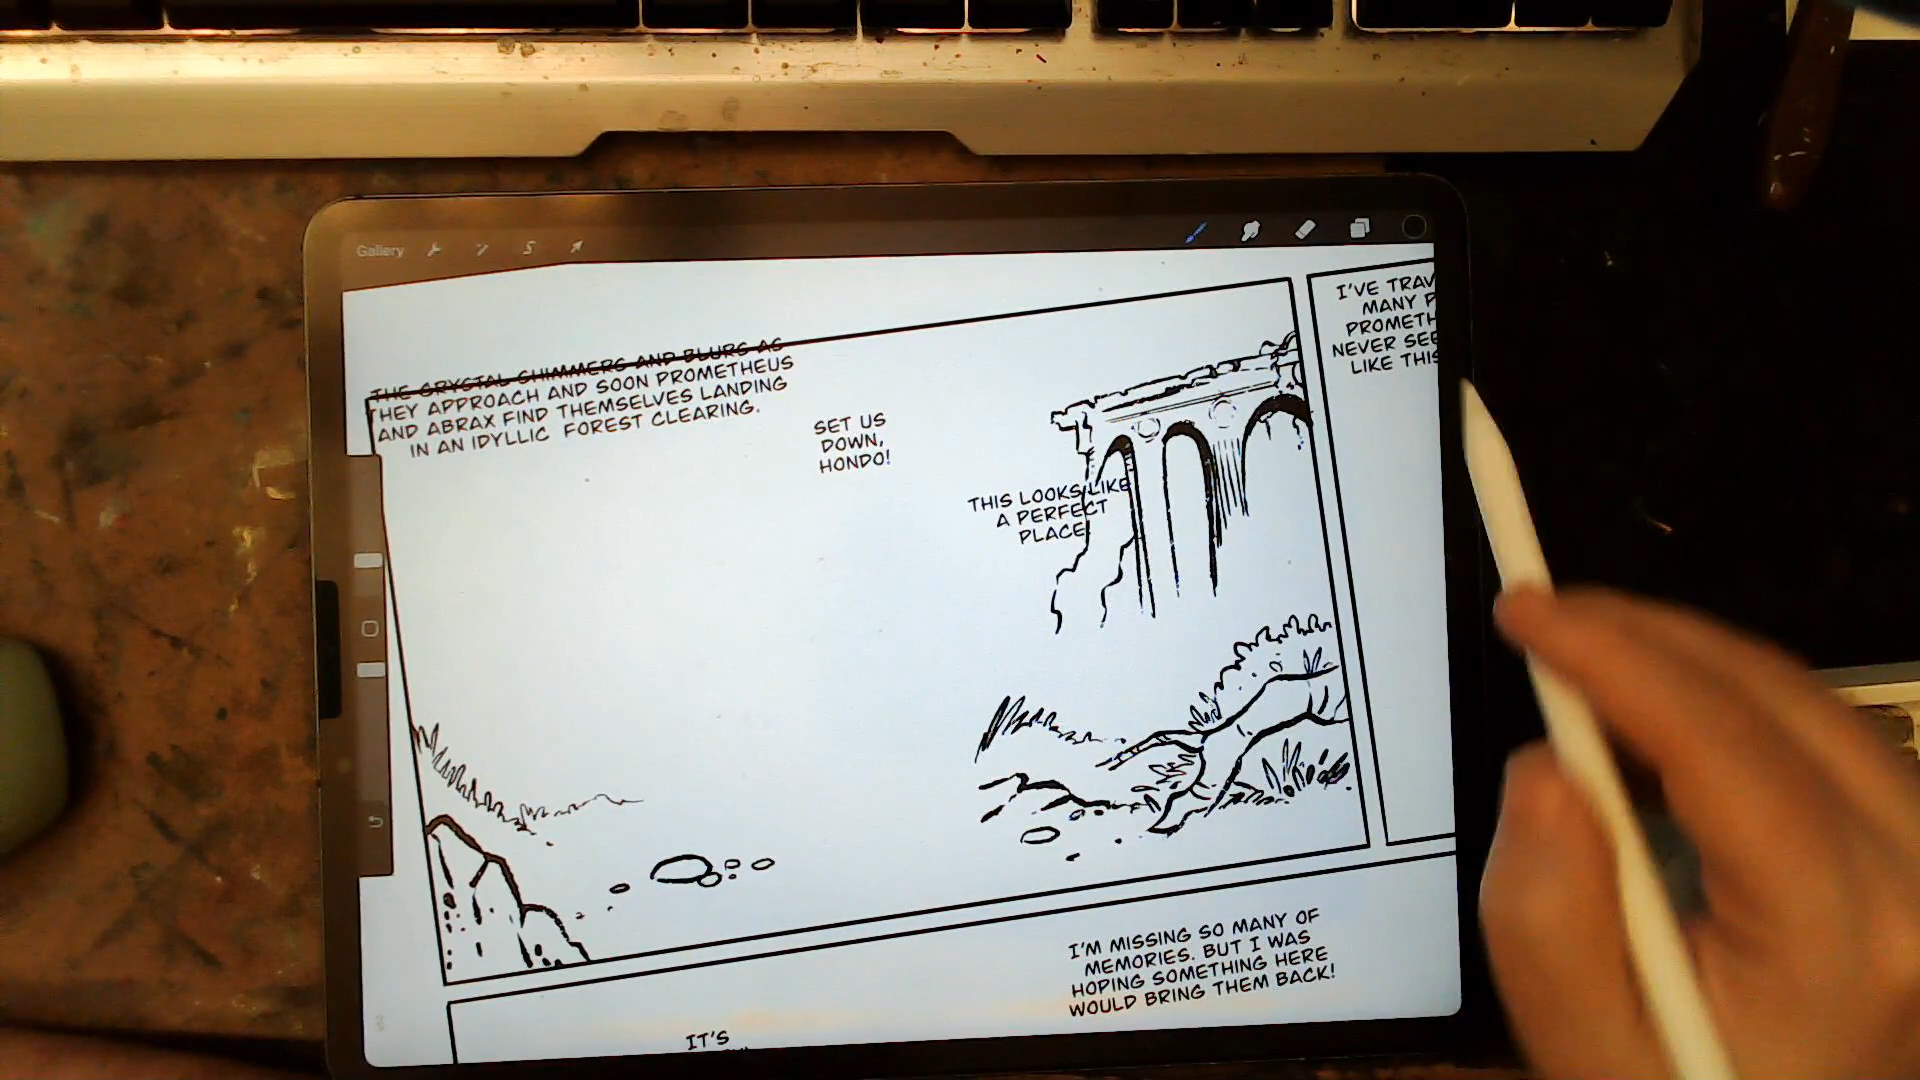 Gallery
THE CRYSTAL SHIMMERS AND BLURS AS
THEY APPROACH AND SOON PROMETHEUS
AND ABRAX FIND THEMSELVES LANDING
IN AN IDYLLIC FOREST CLEARING.
SET US
DOWN,
HONDO!
THIS LOOKS LIKE
A PERFECT
PLACE
I'VE TRAV
MANY P
PROMETH
NEVER SEE
LIKE THIS
I'M MISSING SO MANY OF
MEMORIES. BUT I WAS
HOPING SOMETHING HERE
WOULD BRING THEM BACK!
IT'S